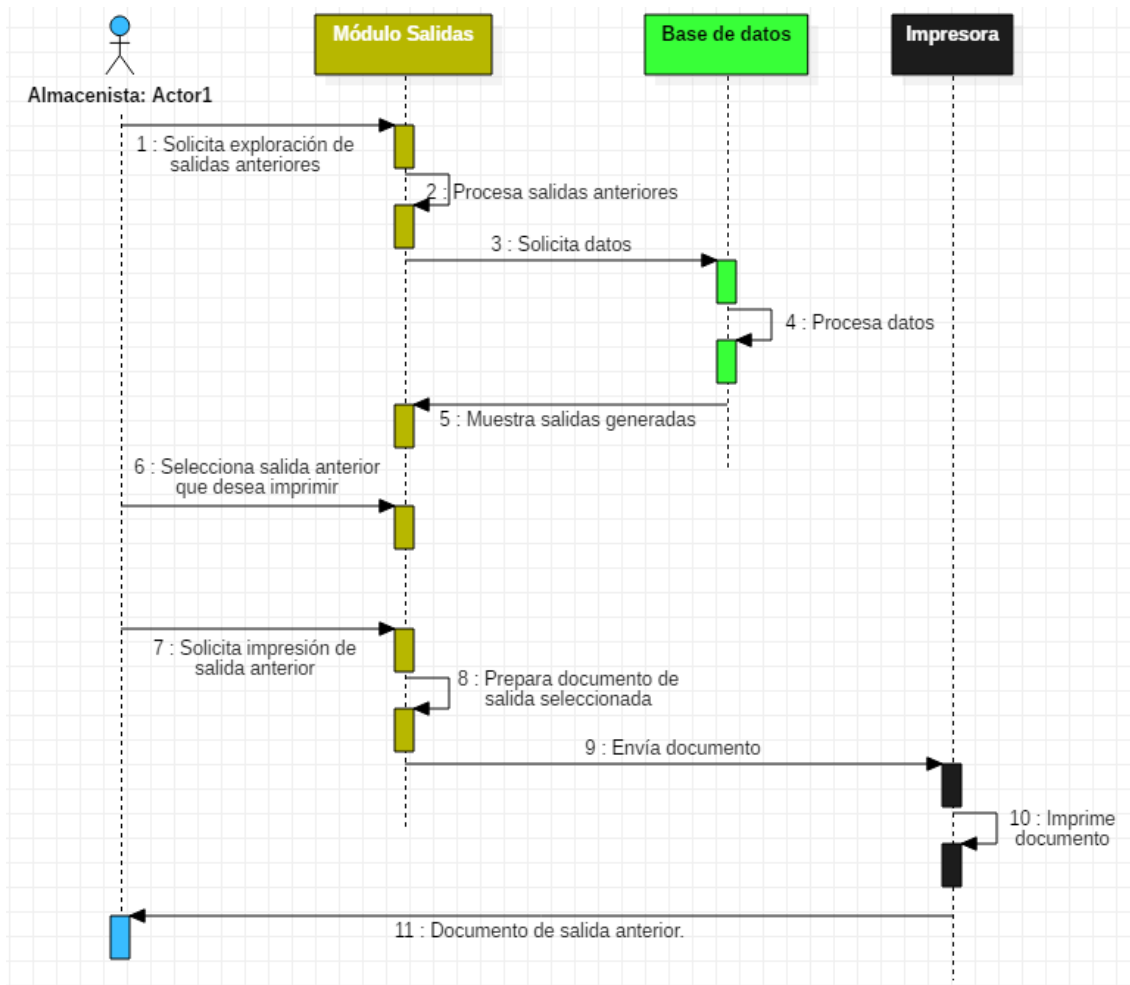 Módulo Salidas
Base de datos
Impresora
Almacenista: Actor1
1 : Solicita exploración de
salidas anteriores
2 : Procesa salidas anteriores
3 : Solicita datos
4 : Procesa datos
5 : Muestra salidas generadas
6 : Selecciona salida anterior
que desea imprimir
7 : Solicita impresión de
salida anterior
8 : Prepara documento de
salida seleccionada
9 : Envía documento
10 : Imprime
documento
11 : Documento de salida anterior.